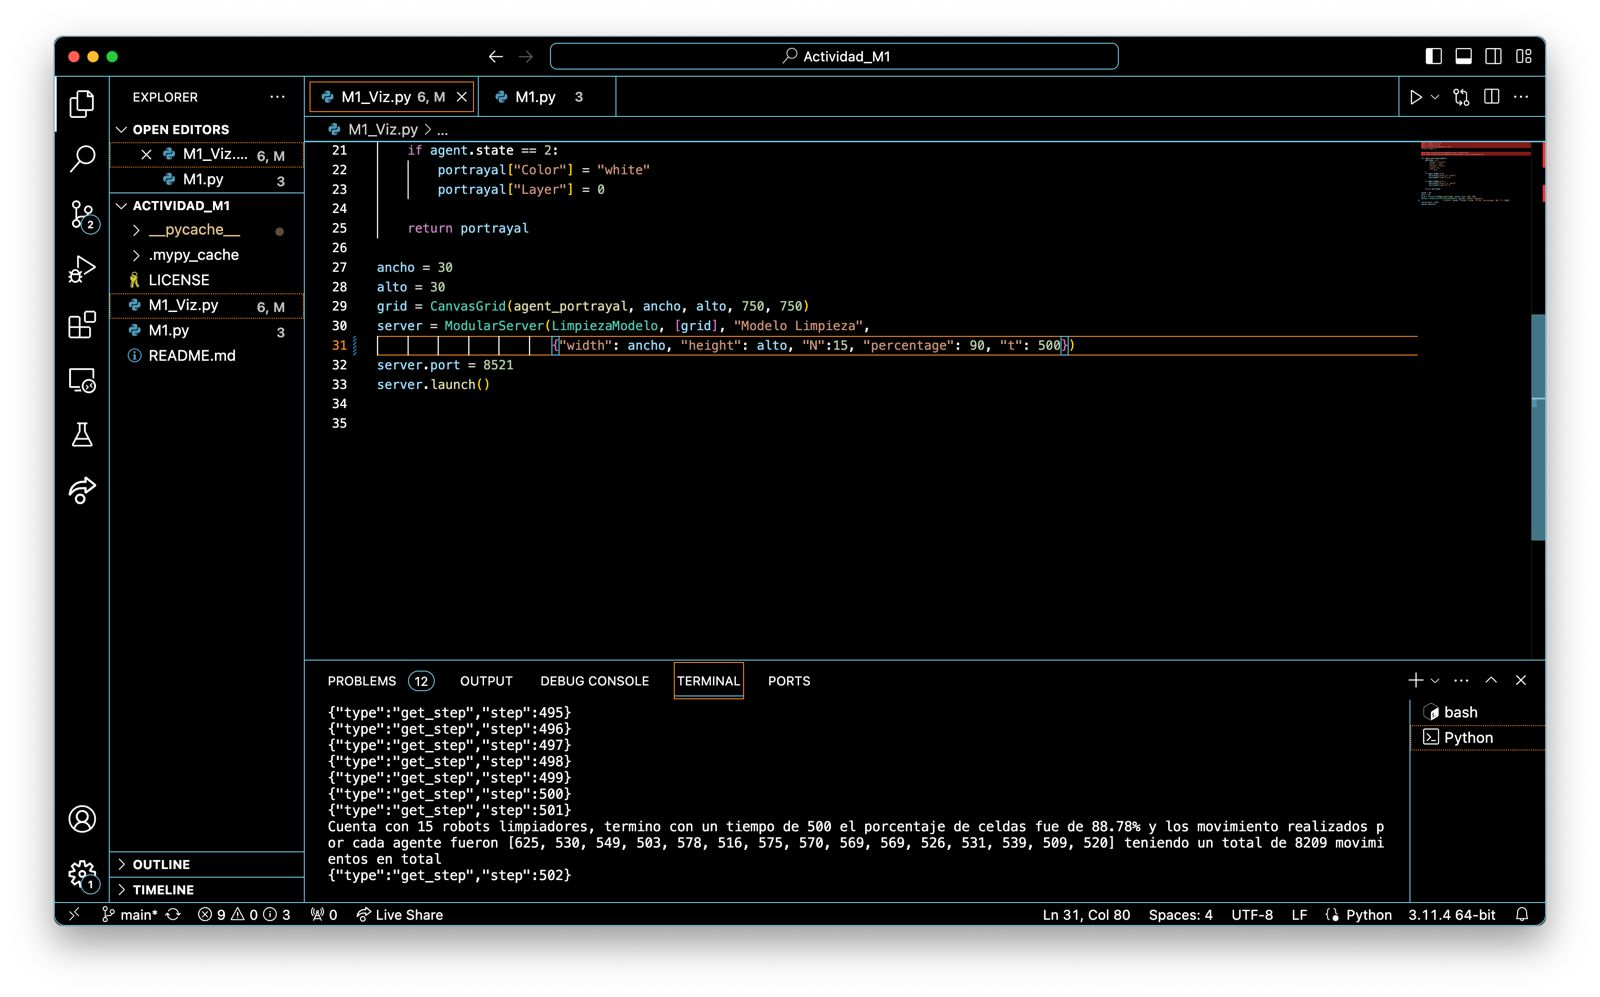 Actividad_M1
EXPLORER
OPEN EDITORS
M1_Viz.... 6, M
M1.py 3
ACTIVIDAD_M1
__pycache__
.mypy_cache
LICENSE
M1_Viz.py 6, M
M1.py 3
README.md
OUTLINE
TIMELINE
2
1
M1_Viz.py 6, M
M1.py 3
M1_Viz.py > ...
21 if agent.state == 2:
22 portrayal["Color"] = "white"
23 portrayal["Layer"] = 0
24
25 return portrayal
26
27 ancho = 30
28 alto = 30
29 grid = CanvasGrid(agent_portrayal, ancho, alto, 750, 750)
30 server = ModularServer(LimpiezaModelo, [grid], "Modelo Limpieza",
31 {"width": ancho, "height": alto, "N":15, "percentage": 90, "t": 500})
32 server.port = 8521
33 server.launch()
34
35
PROBLEMS 12 OUTPUT DEBUG CONSOLE TERMINAL PORTS
{"type":"get_step","step":495}
{"type":"get_step","step":496}
{"type":"get_step","step":497}
{"type":"get_step","step":498}
{"type":"get_step","step":499}
{"type":"get_step","step":500}
{"type":"get_step","step":501}
Cuenta con 15 robots limpiadores, termino con un tiempo de 500 el porcentaje de celdas fue de 88.78% y los movimiento realizados p
or cada agente fueron [625, 530, 549, 503, 578, 516, 575, 570, 569, 569, 526, 531, 539, 509, 520] teniendo un total de 8209 movimi
entos en total
{"type":"get_step","step":502}
bash
Python
main* 9 0 3 0 Live Share Ln 31, Col 80 Spaces: 4 UTF-8 LF Python 3.11.4 64-bit